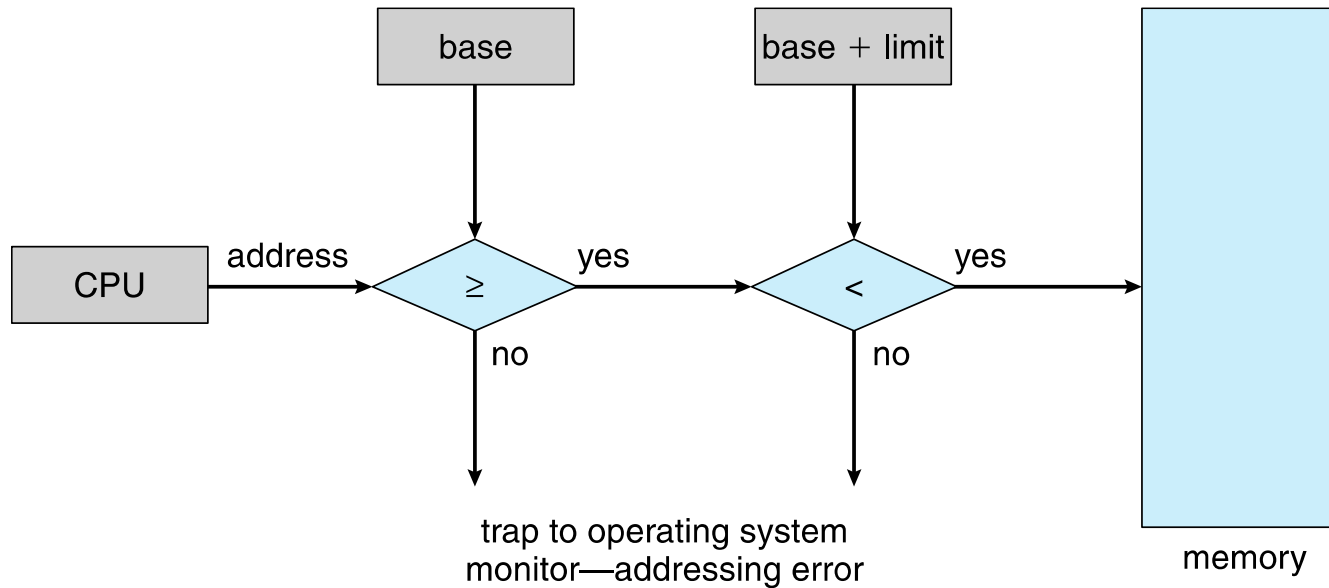 base
base + limit
CPU
address
≥
yes
<
yes
no
no
trap to operating system
monitor—addressing error
memory